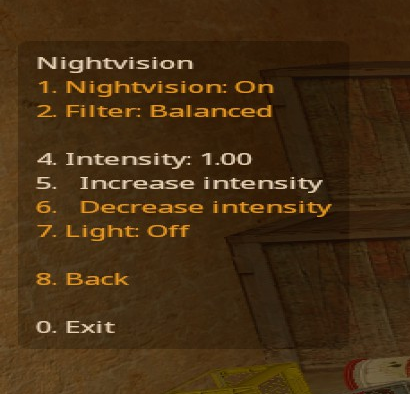 Nightvision
1. Nightvision: On
2. Filter: Balanced
4. Intensity: 1.00
5. Increase intensity
6. Decrease intensity
7. Light: Off
8. Back
0. Exit